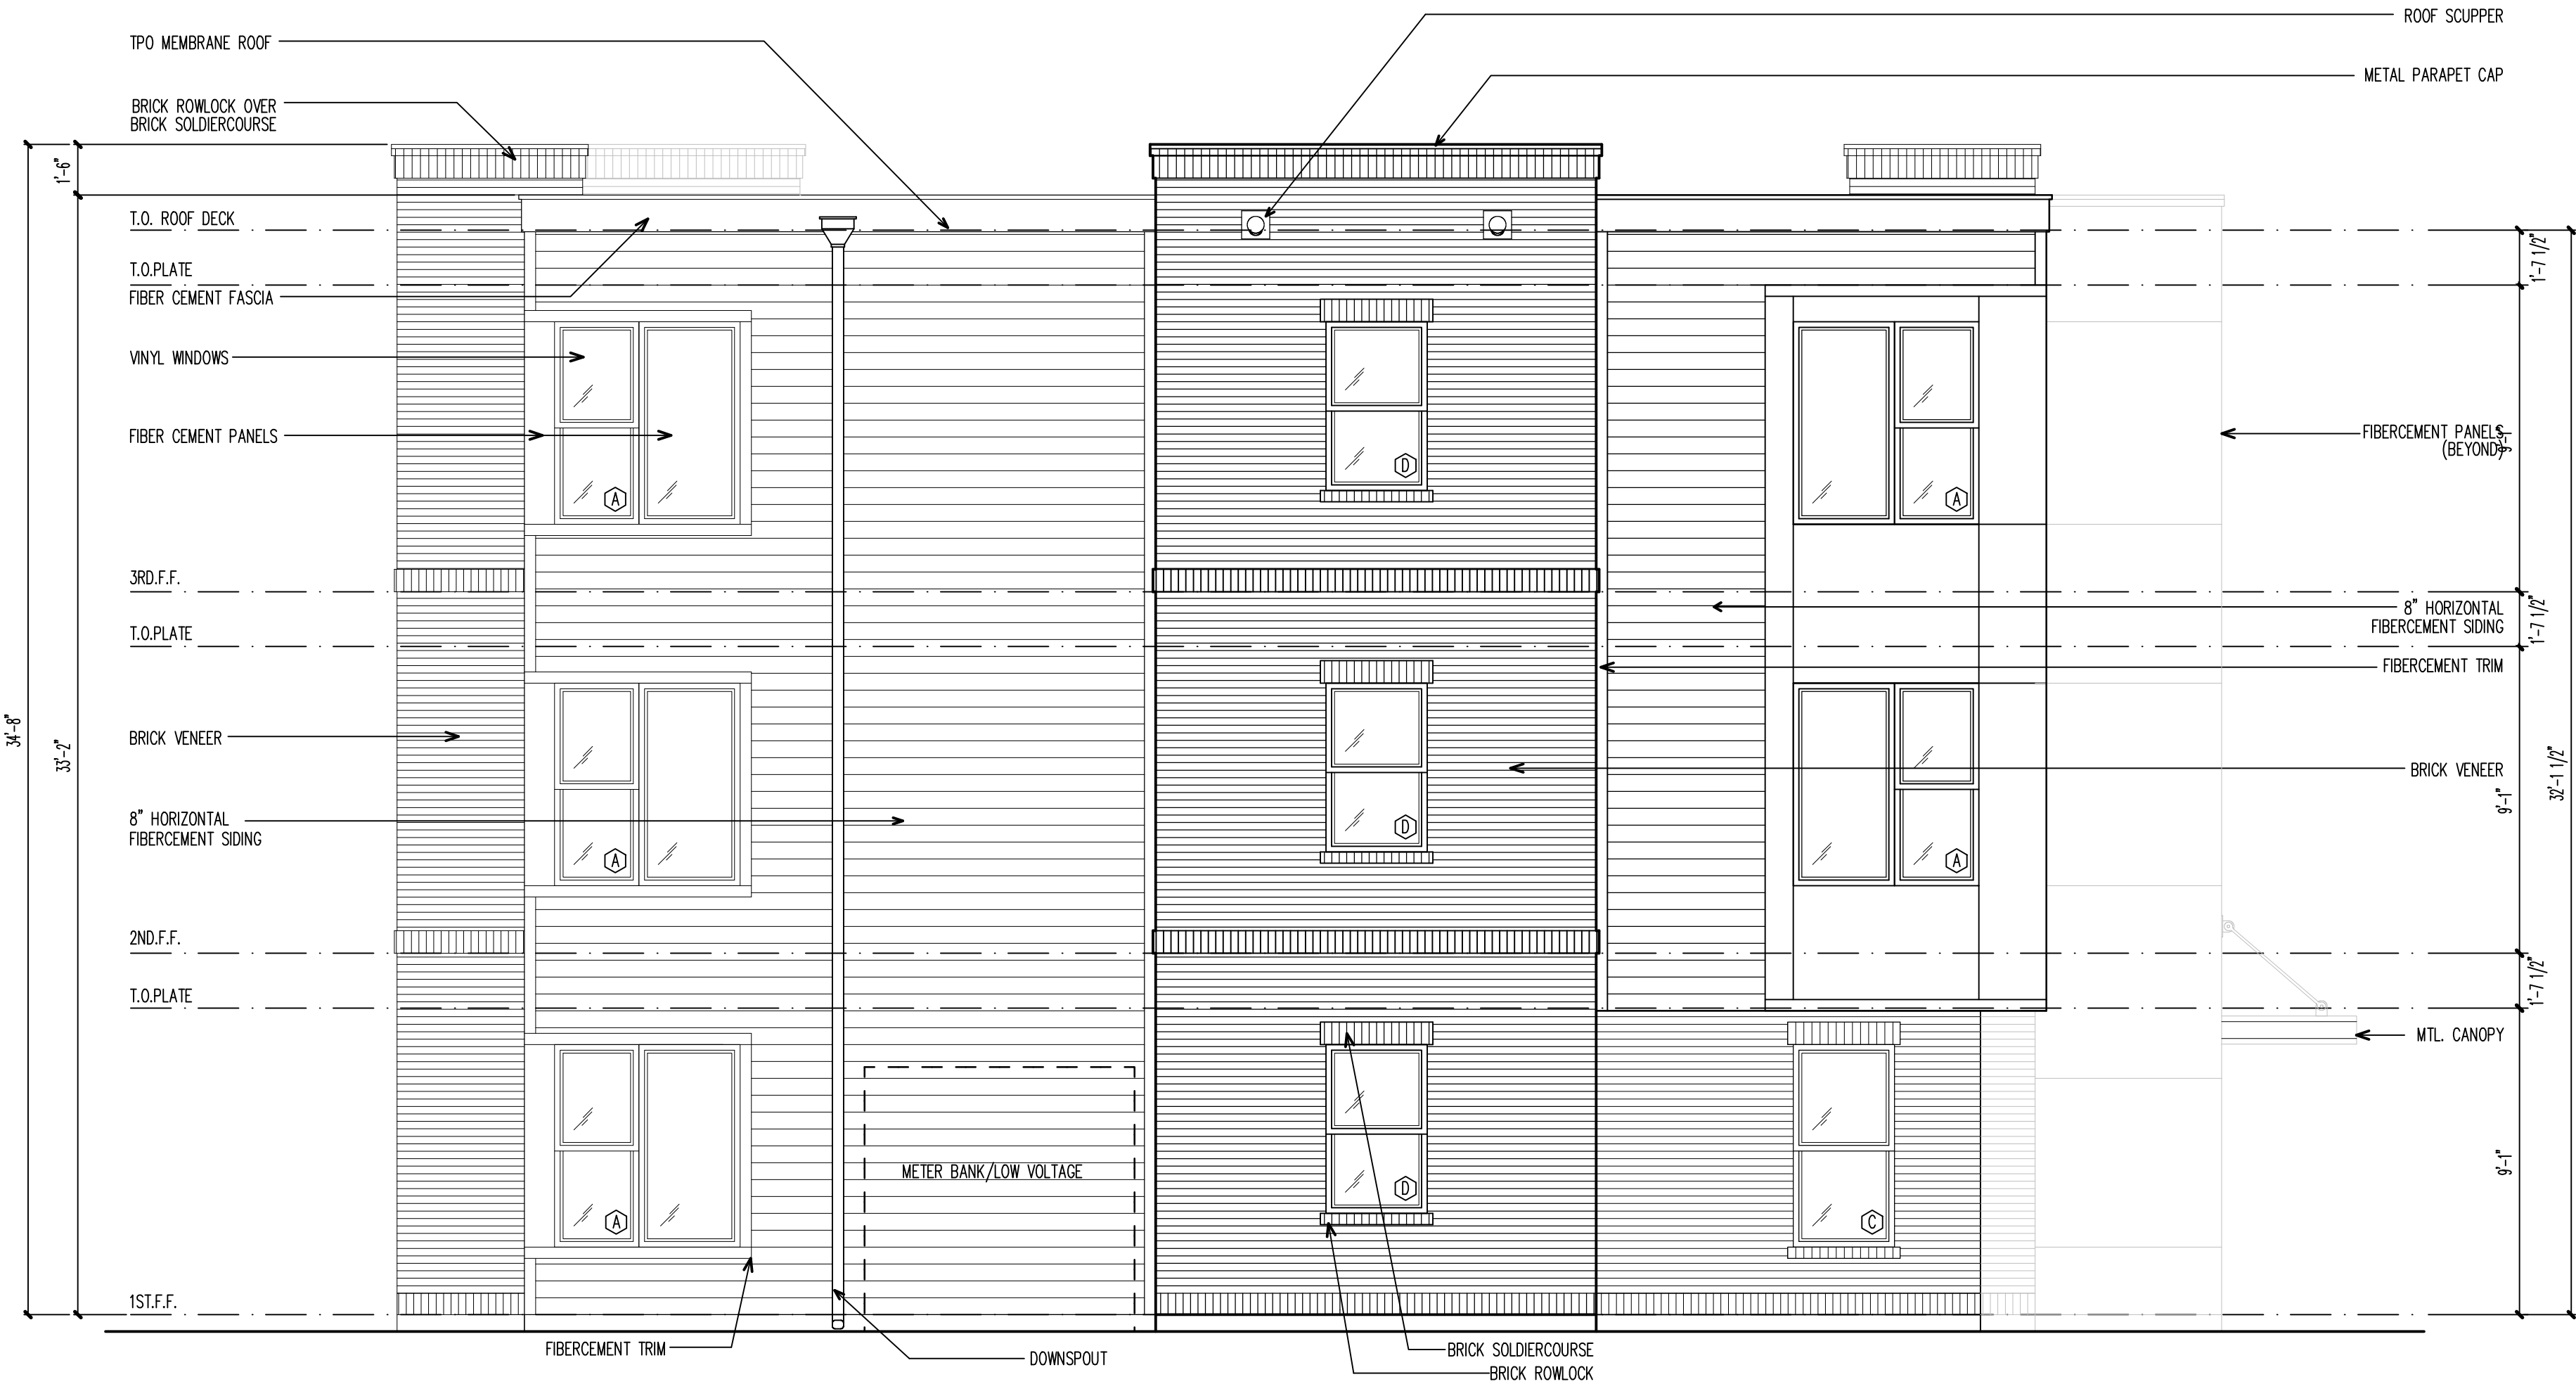 ROOF SCUPPER
TPO MEMBRANE ROOF
METAL PARAPET CAP
BRICK ROWLOCK OVER
BRICK SOLDIERCOURSE
1'-6"
T.O. ROOF DECK
1'-7 1/2"
T.O.PLATE
FIBER CEMENT FASCIA
VINYL WINDOWS
FIBER CEMENT PANELS
FIBERCEMENT PANELS
(BEYOND)
9'-1"
D
A
A
3RD.F.F.
8" HORIZONTAL
FIBERCEMENT SIDING
1'-7 1/2"
T.O.PLATE
FIBERCEMENT TRIM
34'-8"
33'-2"
BRICK VENEER
BRICK VENEER
32'-1 1/2"
9'-1"
8" HORIZONTAL
FIBERCEMENT SIDING
D
A
A
2ND.F.F.
1'-7 1/2"
T.O.PLATE
MTL. CANOPY
METER BANK/LOW VOLTAGE
9'-1"
D
A
C
1ST.F.F.
FIBERCEMENT TRIM
DOWNSPOUT
BRICK SOLDIERCOURSE
BRICK ROWLOCK